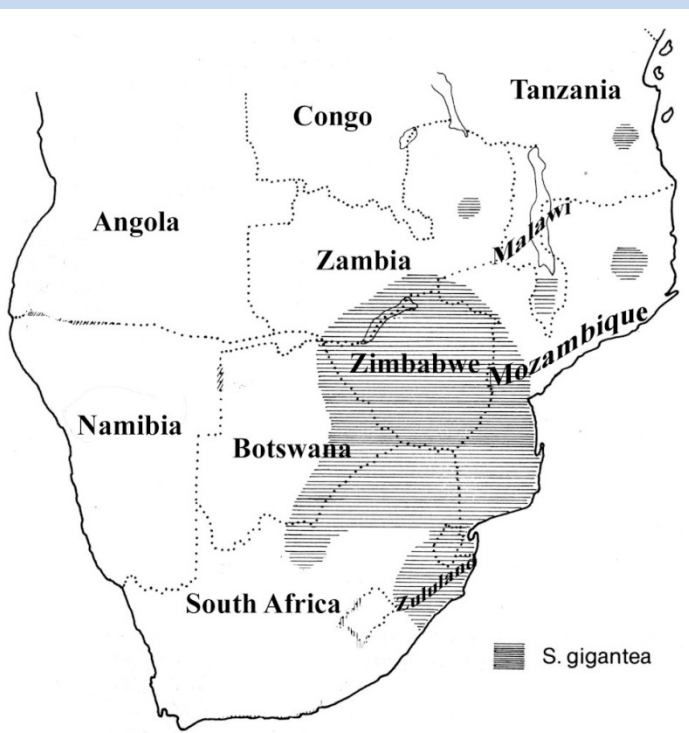 Tanzania
Congo
Angola
Malawi
Zambia
Mozambique
Zimbabwe
Namibia
Botswana
Zululand
South Africa
S. gigantea